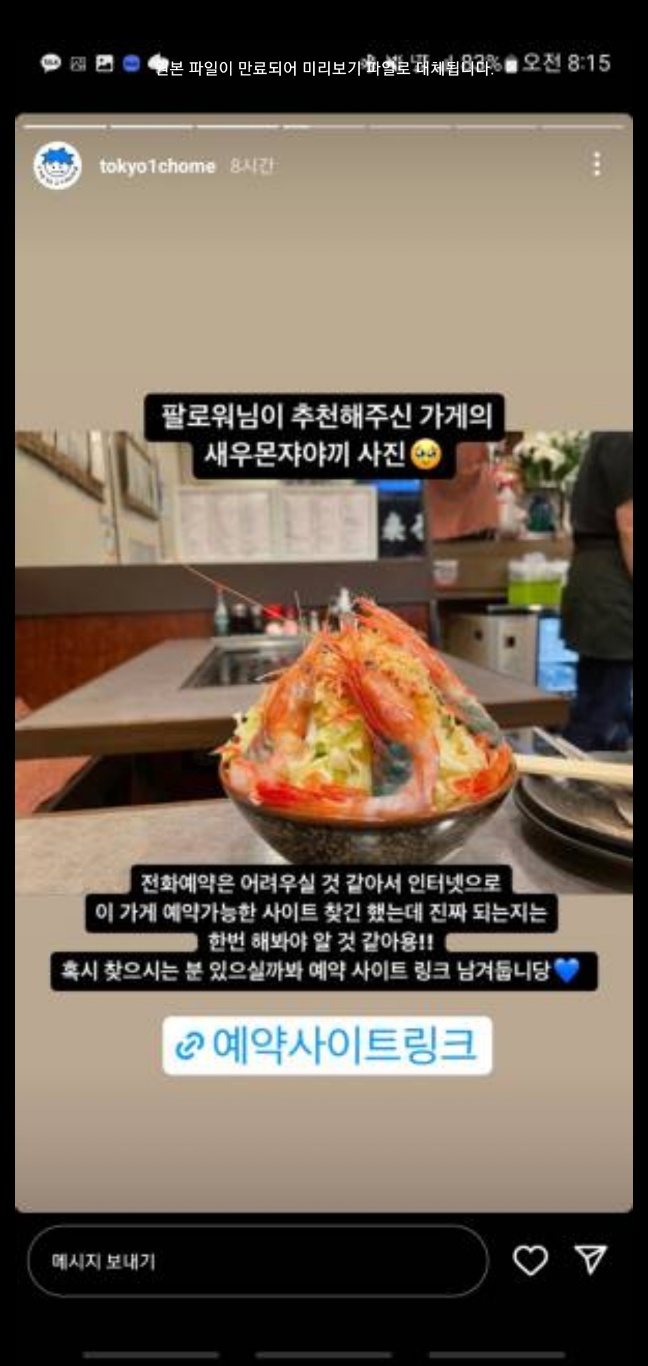 원본 파일이 만료되어 미리보기 파일로 대체됩니다.
83% 오전 8:15
tokyo1chome 8시간
팔로워님이 추천해주신 가게의
새우몬쟈야끼 사진🥹
전화예약은 어려우실 것 같아서 인터넷으로
이 가게 예약가능한 사이트 찾긴 했는데 진짜 되는지는
한번 해봐야 알 것 같아용!!
혹시 찾으시는 분 있으실까봐 예약 사이트 링크 남겨둡니당💙
예약사이트링크
메시지 보내기